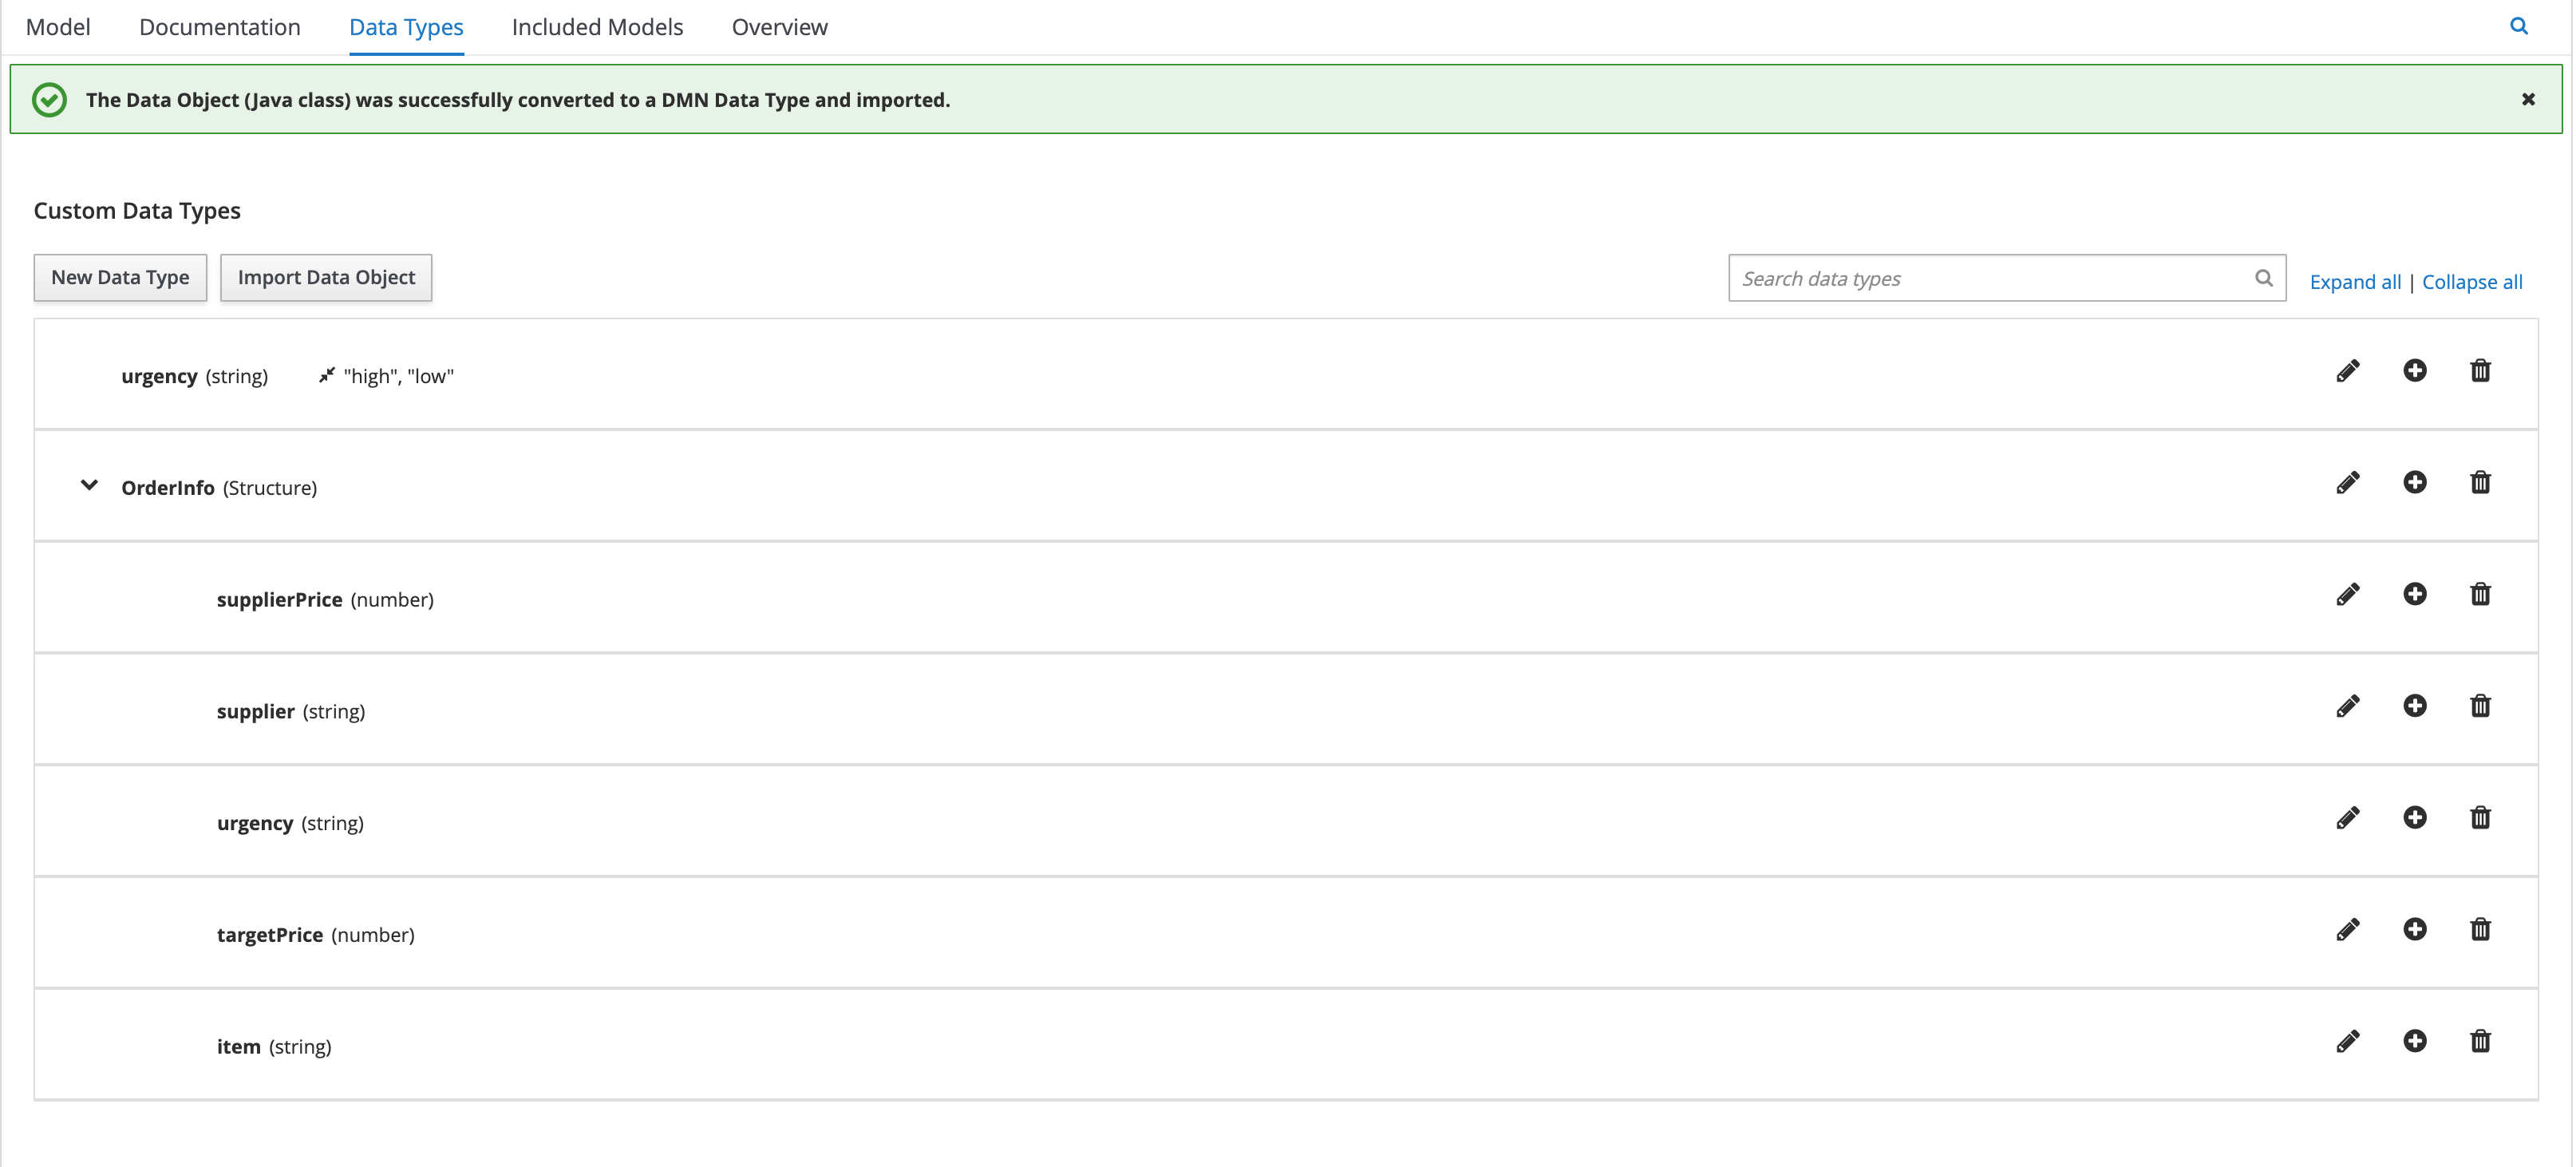 Model Documentation Data Types Included Models Overview
The Data Object (Java class) was successfully converted to a DMN Data Type and imported.
Custom Data Types
New Data Type Import Data Object Search data types Expand all | Collapse all
urgency (string) "high", "low"
OrderInfo (Structure)
supplierPrice (number)
supplier (string)
urgency (string)
targetPrice (number)
item (string)